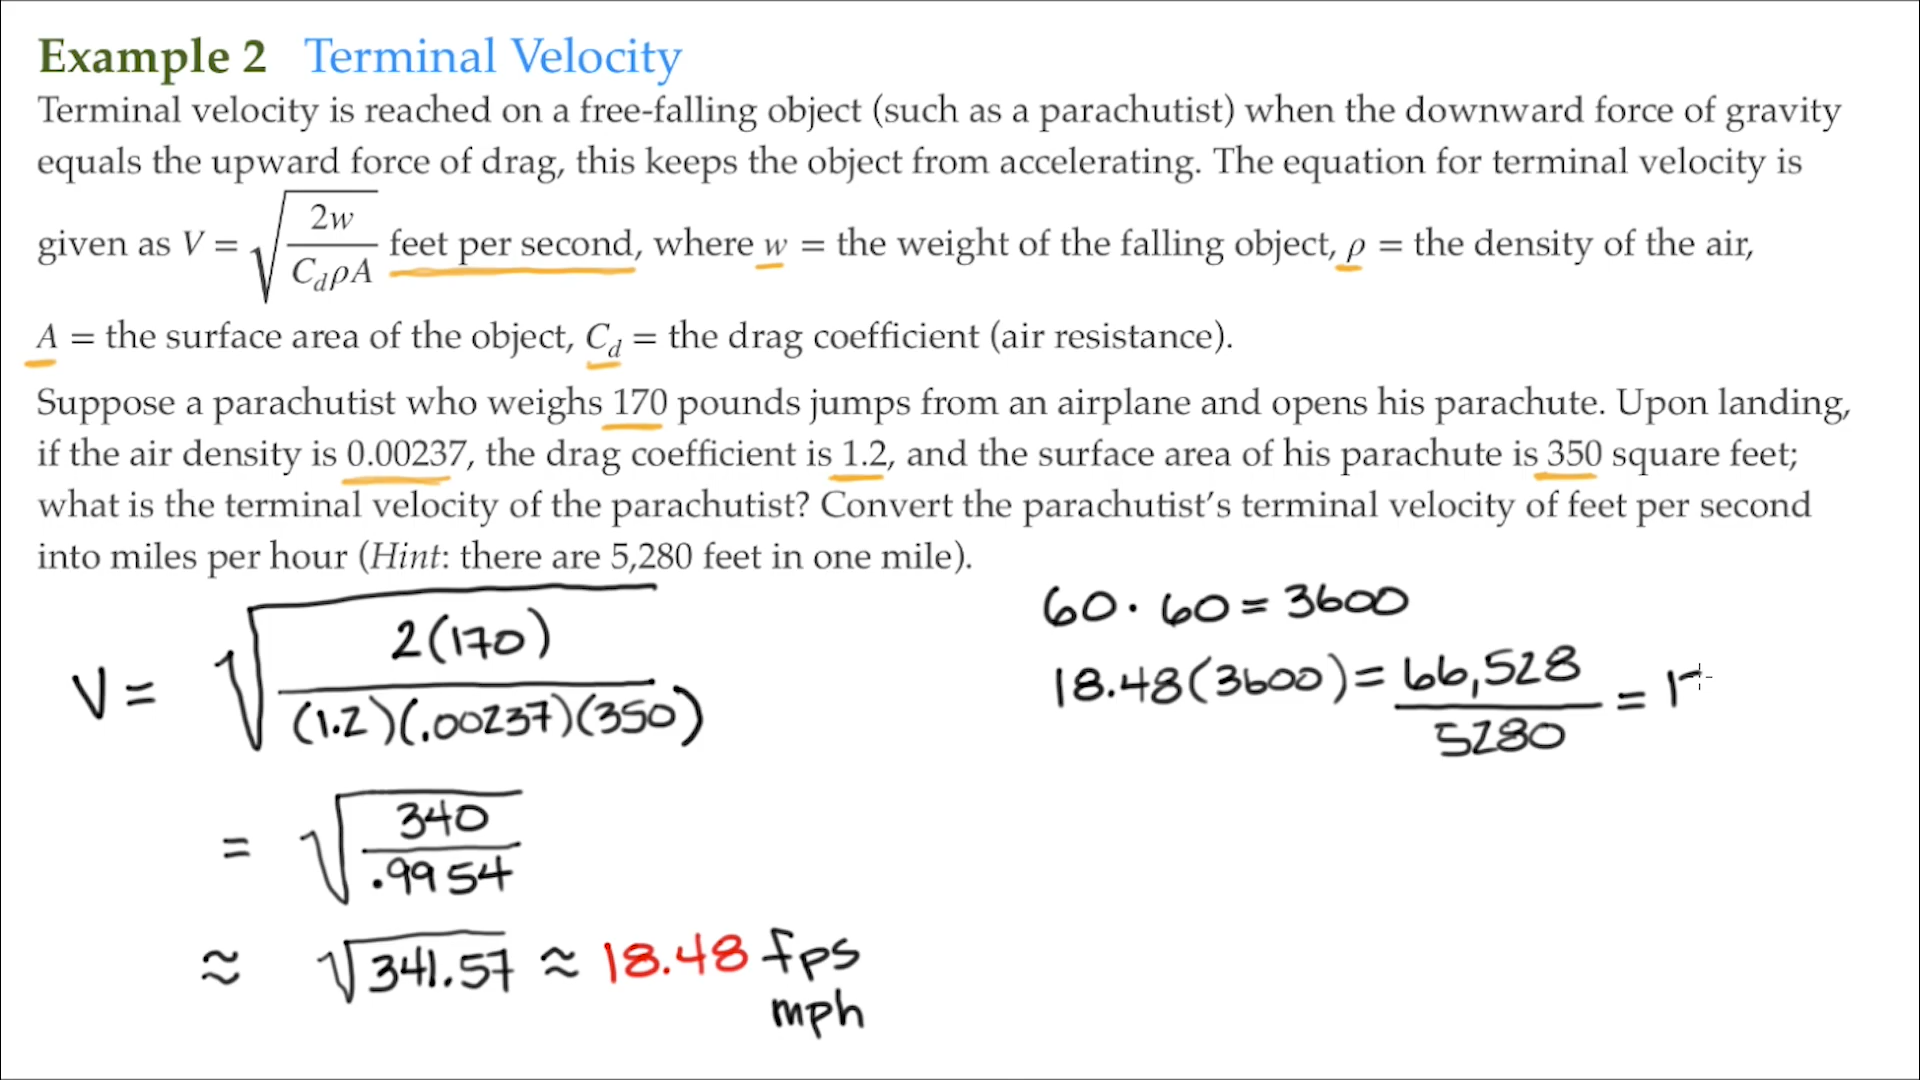 Example 2 Terminal Velocity
Terminal velocity is reached on a free-falling object (such as a parachutist) when the downward force of gravity
equals the upward force of drag, this keeps the object from accelerating. The equation for terminal velocity is
given as V = √(2w / C_dρA) feet per second, where w = the weight of the falling object, ρ = the density of the air,
A = the surface area of the object, C_d = the drag coefficient (air resistance).
Suppose a parachutist who weighs 170 pounds jumps from an airplane and opens his parachute. Upon landing,
if the air density is 0.00237, the drag coefficient is 1.2, and the surface area of his parachute is 350 square feet;
what is the terminal velocity of the parachutist? Convert the parachutist's terminal velocity of feet per second
into miles per hour (Hint: there are 5,280 feet in one mile).
V = √(2(170) / (1.2)(.00237)(350))
= √(340 / .9954)
≈ √341.57 ≈ 18.48 fps
mph
60 · 60 = 3600
18.48(3600) = 66,528 / 5280 = 1